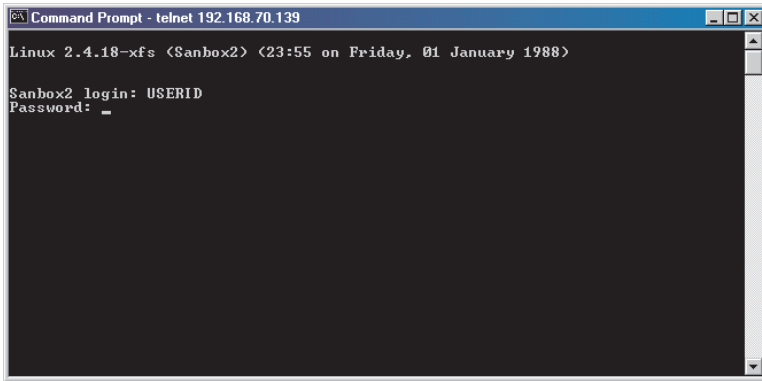 Command Prompt - telnet 192.168.70.139
Linux 2.4.18-xfs (Sanbox2) (23:55 on Friday, 01 January 1988)
Sanbox2 login: USERID
Password: _